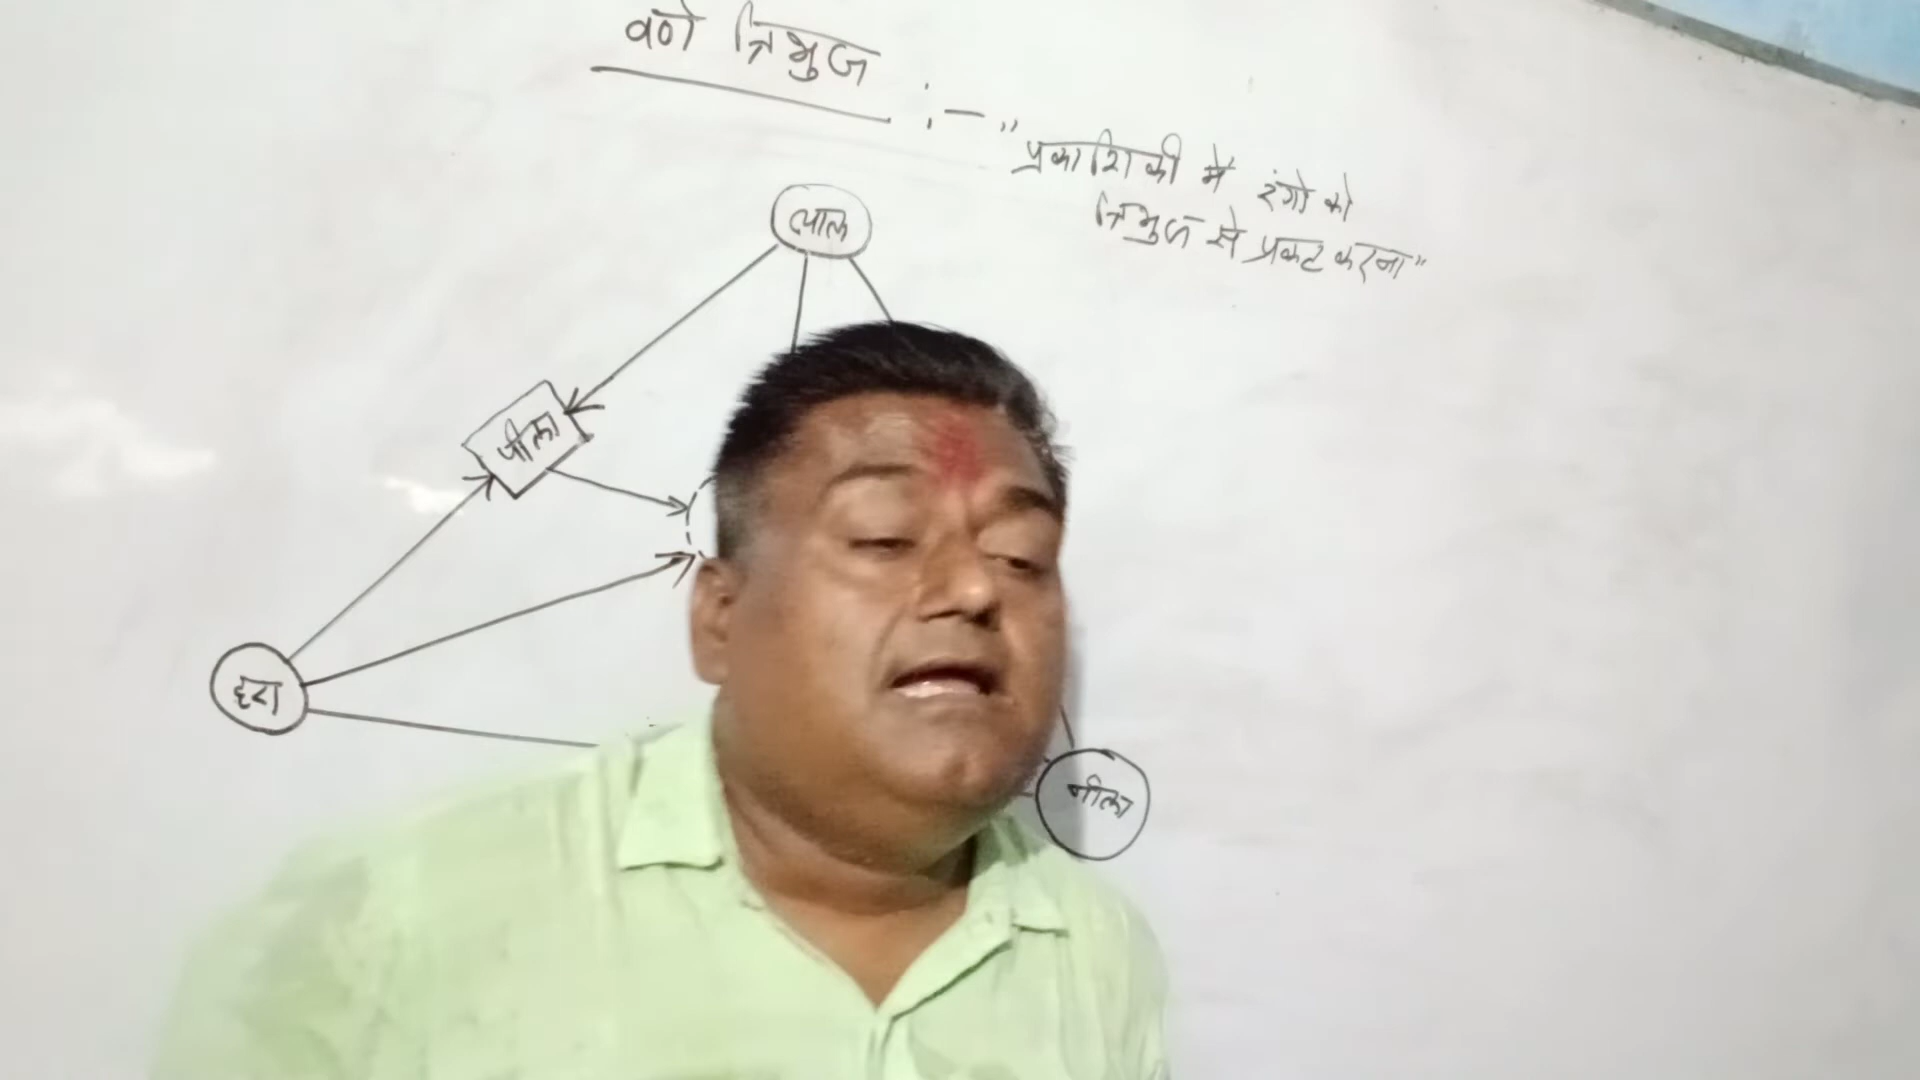 वर्ण त्रिभुज :- "
प्रकाशिकी में रंगो को
त्रिभुज से प्रकट करना"
लाल
पीला
हरा
नीला